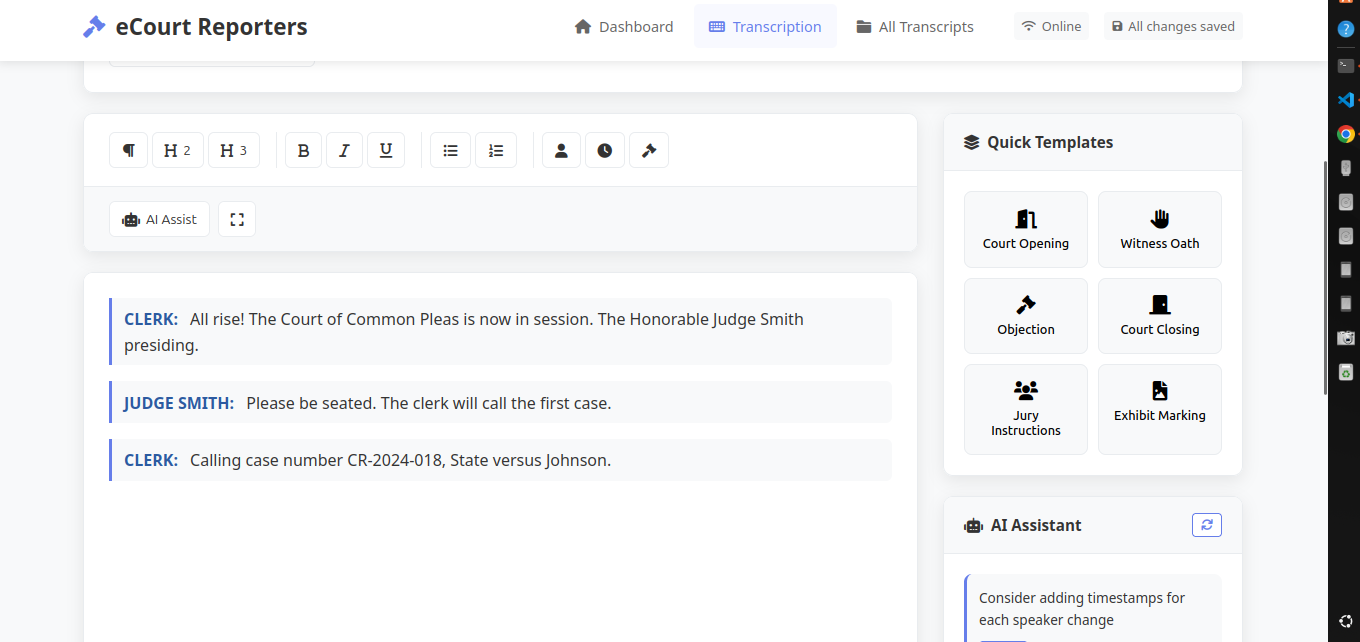 eCourt Reporters
Dashboard
Transcription
All Transcripts
Online
All changes saved
H 2
H 3
B
I
U
AI Assist
CLERK: All rise! The Court of Common Pleas is now in session. The Honorable Judge Smith
presiding.
JUDGE SMITH: Please be seated. The clerk will call the first case.
CLERK: Calling case number CR-2024-018, State versus Johnson.
Quick Templates
Court Opening
Witness Oath
Objection
Court Closing
Jury
Instructions
Exhibit Marking
AI Assistant
Consider adding timestamps for
each speaker change